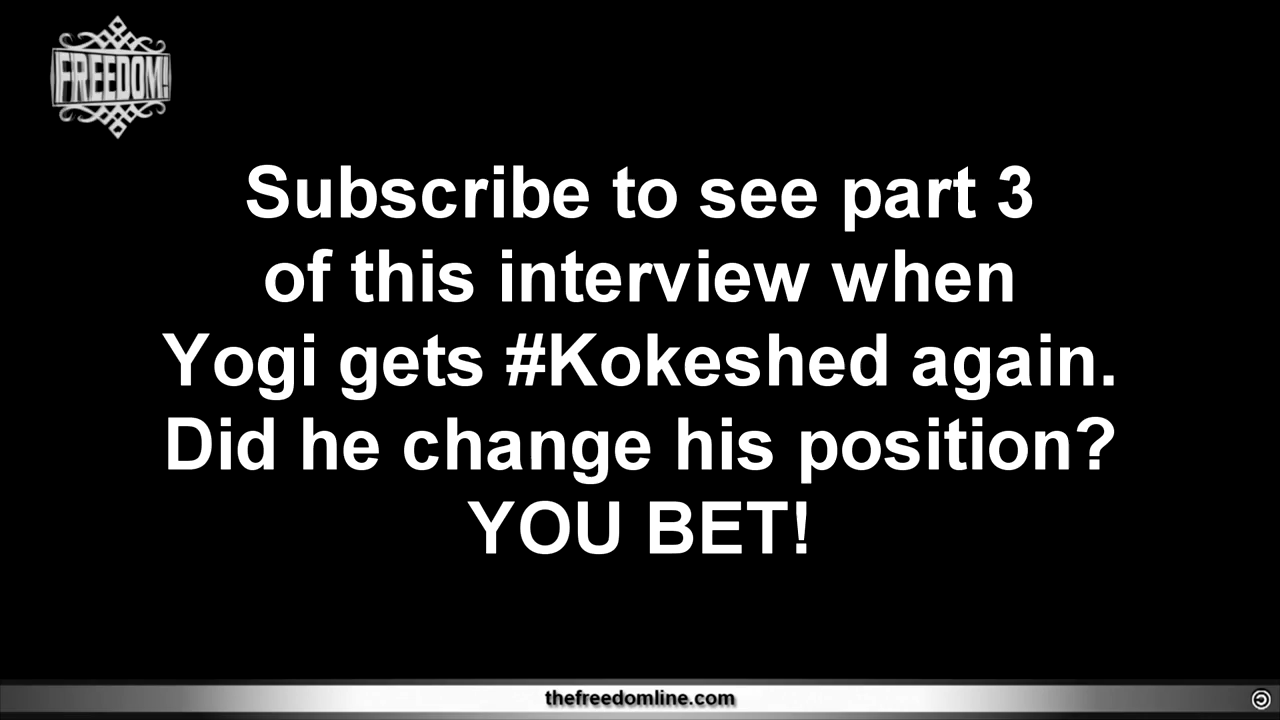 FREEDOM!
Subscribe to see part 3
of this interview when
Yogi gets #Kokeshed again.
Did he change his position?
YOU BET!
thefreedomline.com